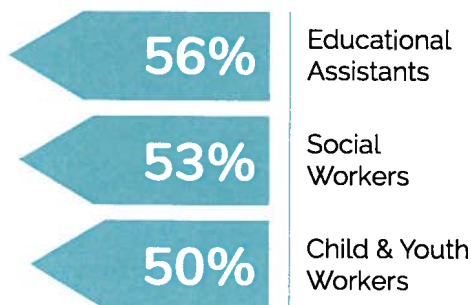 56%
Educational
Assistants
53%
Social
Workers
50%
Child & Youth
Workers